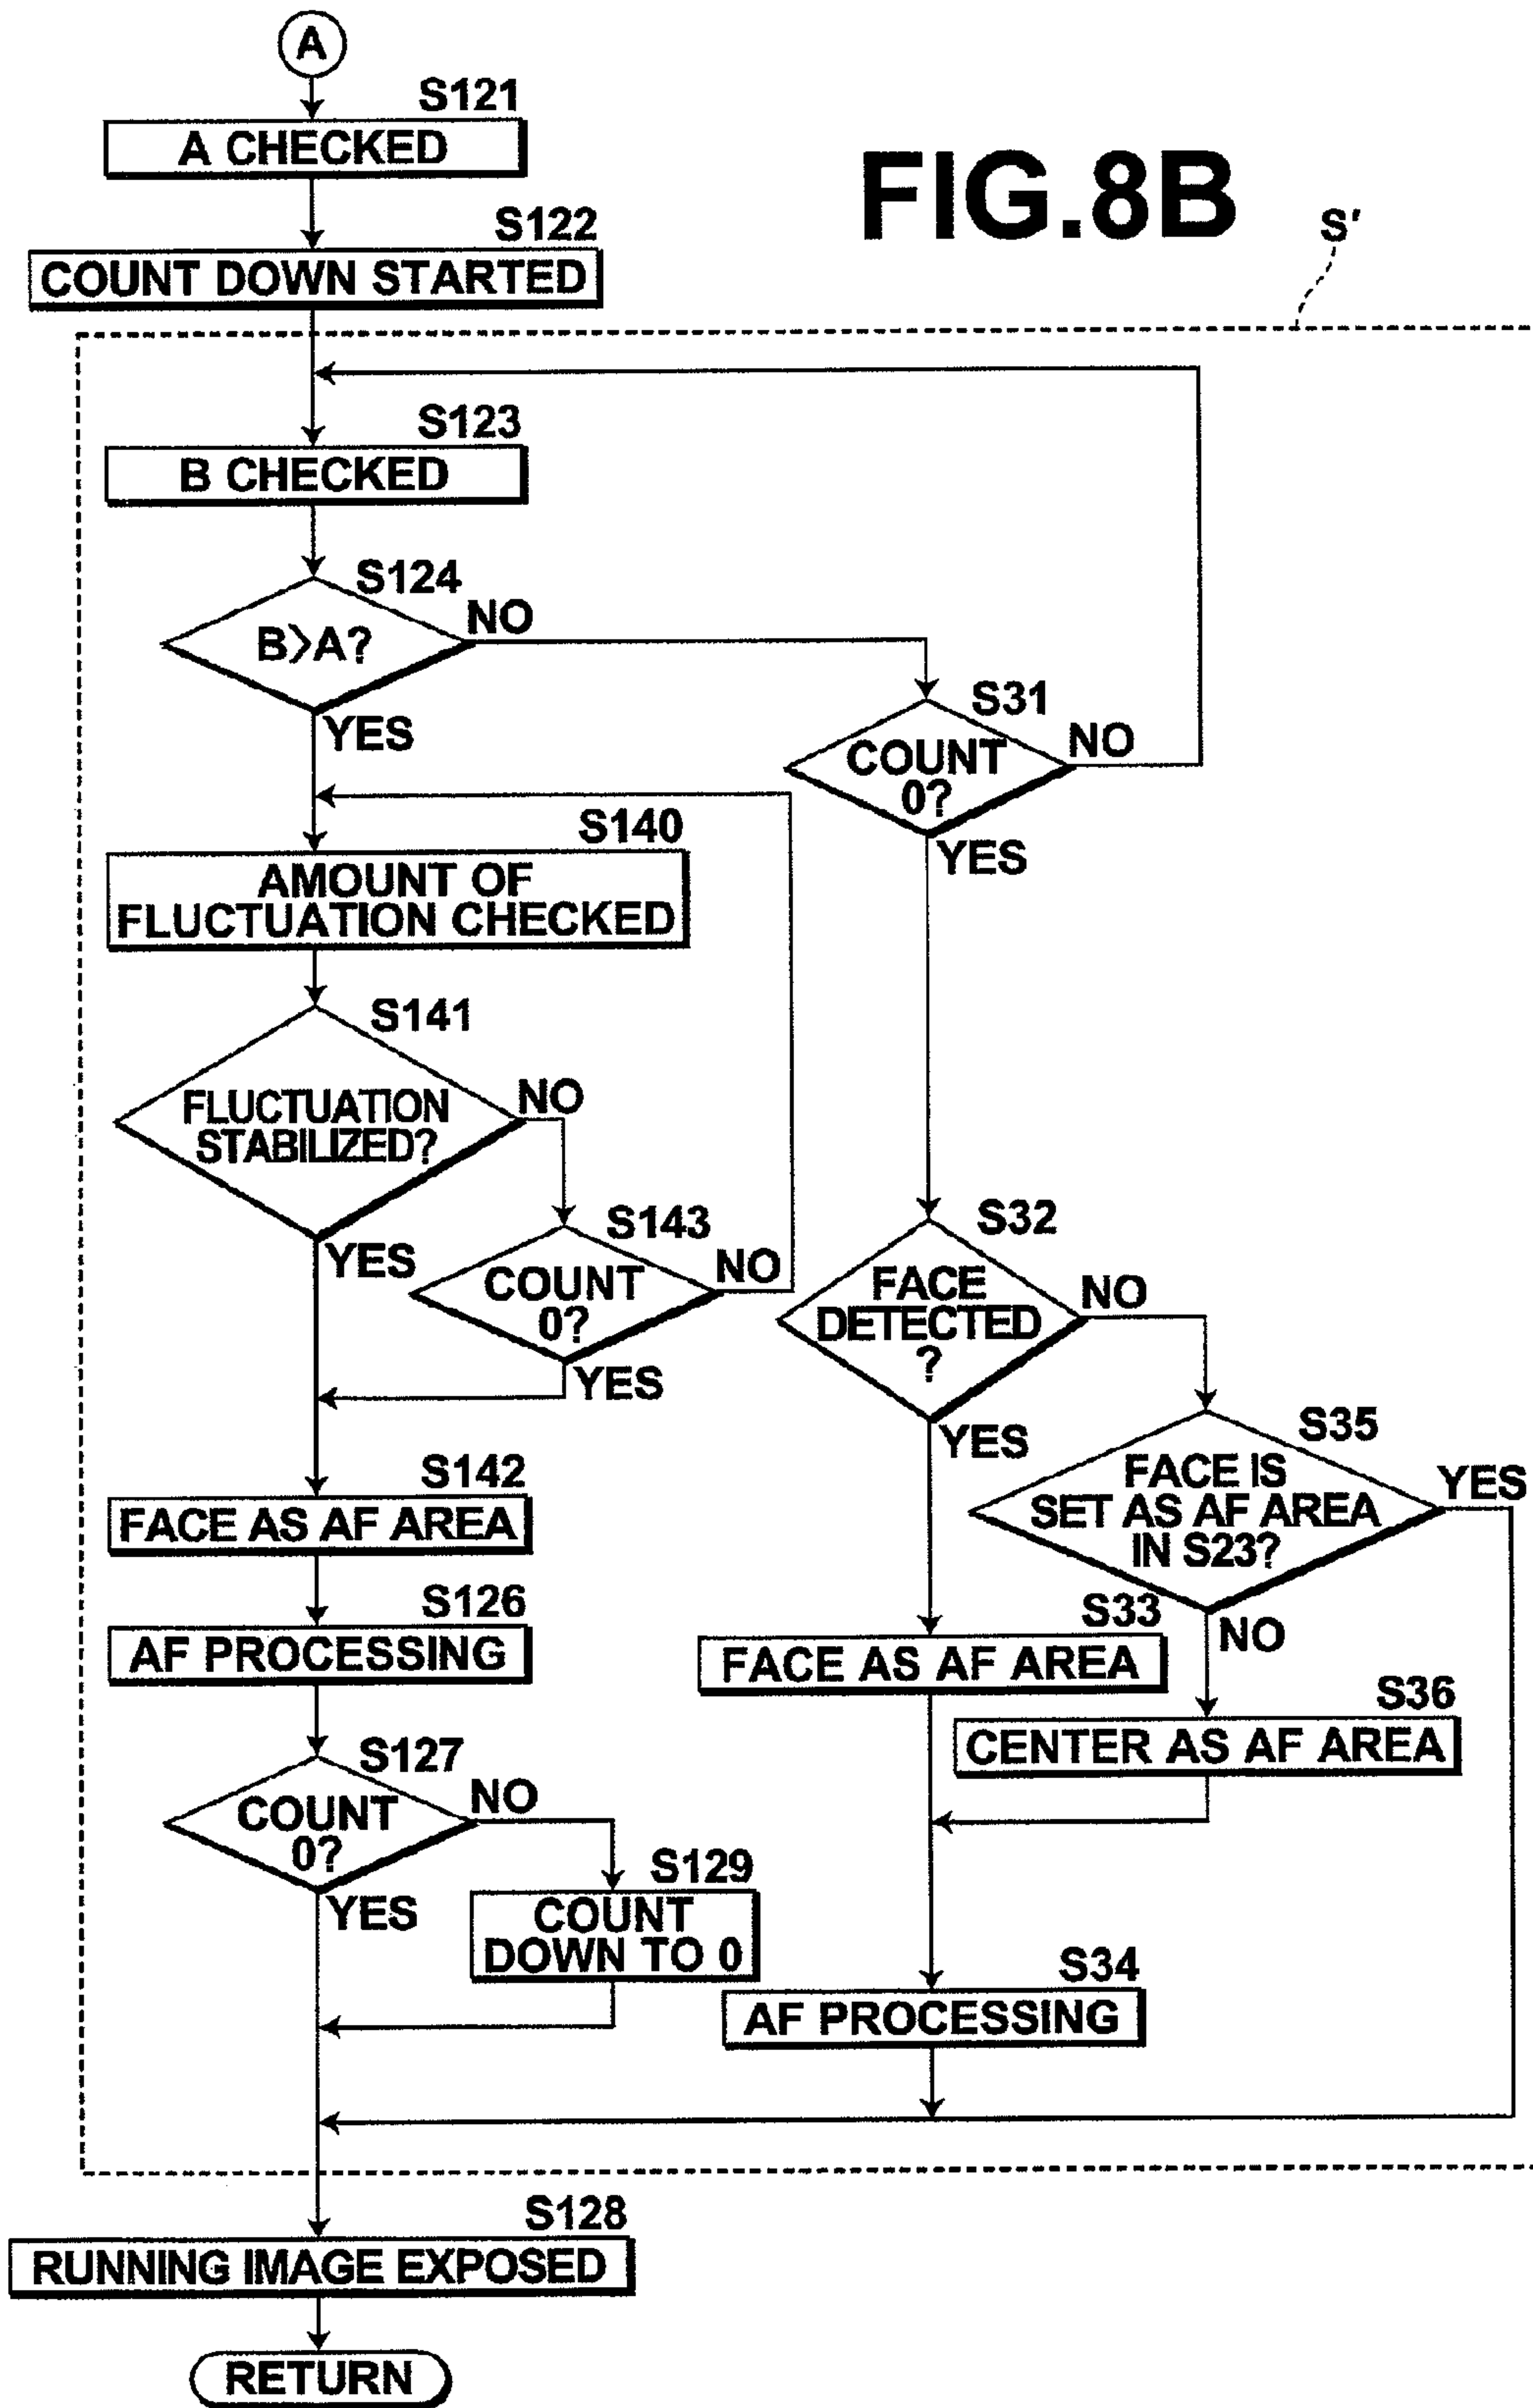 A
S121
A CHECKED
FIG.8B
S122
COUNT DOWN STARTED
S'
S123
B CHECKED
S124
B>A?
NO
YES
S31
COUNT
0?
NO
YES
S140
AMOUNT OF
FLUCTUATION CHECKED
S141
FLUCTUATION
STABILIZED?
NO
YES
S143
COUNT
0?
NO
YES
S32
FACE
DETECTED
?
NO
YES
S35
FACE IS
SET AS AF AREA
IN S23?
YES
NO
S142
FACE AS AF AREA
S126
AF PROCESSING
S33
FACE AS AF AREA
S36
CENTER AS AF AREA
S127
COUNT
0?
NO
YES
S129
COUNT
DOWN TO 0
S34
AF PROCESSING
S128
RUNNING IMAGE EXPOSED
RETURN